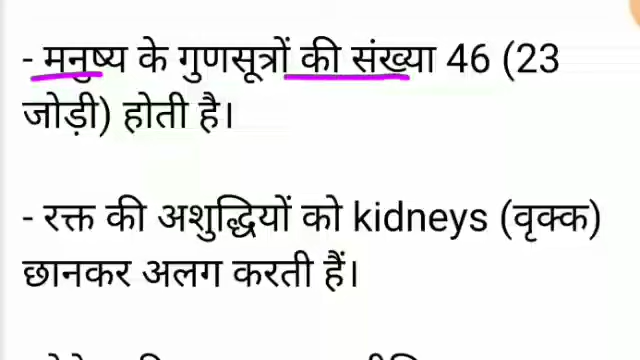 - मनुष्य के गुणसूत्रों की संख्या 46 (23
जोड़ी) होती है।
- रक्त की अशुद्धियों को kidneys (वृक्क)
छानकर अलग करती हैं।